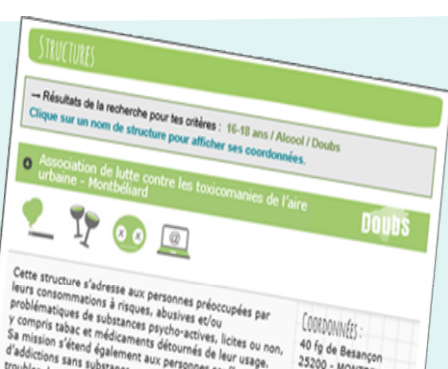 STRUCTURES
→ Résultats de la recherche pour tes critères : 16-18 ans / Alcool / Doubs
Clique sur un nom de structure pour afficher ses coordonnées.
Association de lutte contre les toxicomanies de l'aire
urbaine - Montbéliard
DOUBS
@
Cette structure s'adresse aux personnes préoccupées par
leurs consommations à risques, abusives et/ou
problématiques de substances psycho-actives, licites ou non,
y compris tabac et médicaments détournés de leur usage.
Sa mission s'étend également aux personnes
d'addictions sans
COORDONNÉES :
40 fg de Besançon
25200 -